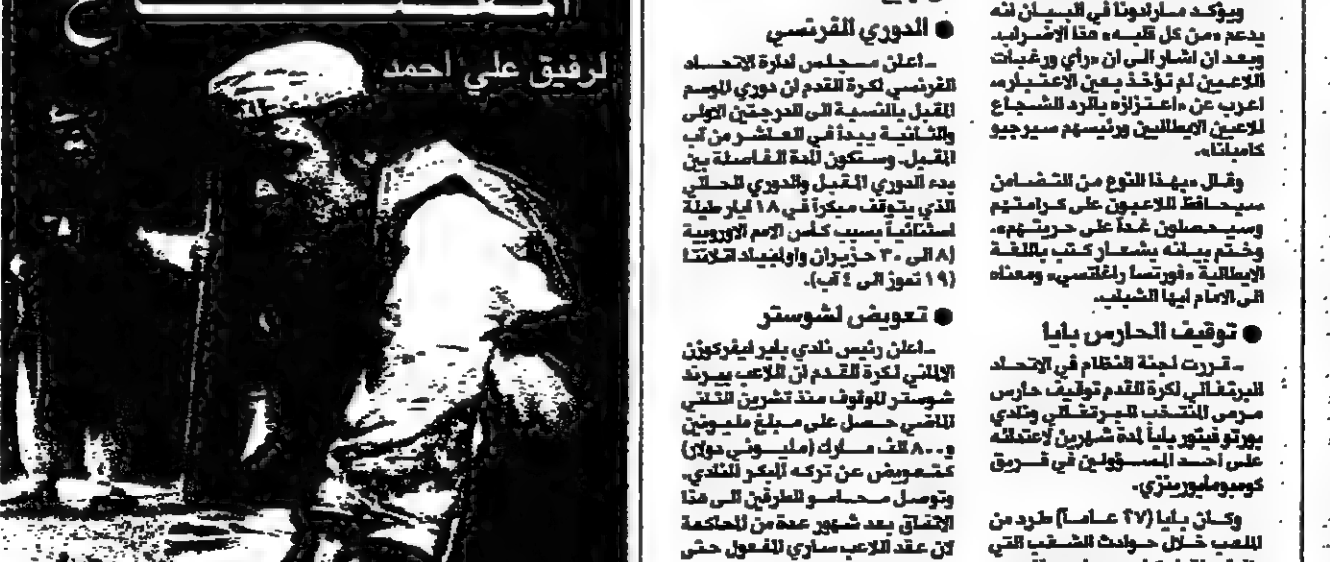 ويؤكد مارادونا في البيـان انه
يدعم «من كل قلبـه» هذا الاضـراب.
وبعد ان اشار الى ان «رأي ورغبات
اللاعبين لم تؤخذ بعين الاعتبار»،
اعرب عن «اعتزازه بالرد الشجاع
للاعبين الايطاليين ورئيسهم سيرجيو
كامبانا».
وقال «بهذا النوع من التضامن
سيحافظ اللاعبون على كرامتهم
وسيحصلون غدا على حريتهم».
وختم بيانه بشعار كتب باللغة
الايطالية «فورتسا راغاتسي» ومعناه
الى الامام ايها الشباب.
● توقيف الحارس بايا
ـ قررت لجنة النظام في الاتحاد
البرتغالي لكرة القدم توقيف حارس
مرمى المنتخب البرتغالي ونادي
بورتو فيتور بايا لمدة شهرين لاعتدائه
على احد المسؤولين في فريق
وكان بايا (٢٧ عاما) طرد من
الملعب خلال حوادث الشغب التي
● الدوري الفرنسي
ـ اعلن مجلس ادارة الاتحاد
الفرنسي لكرة القدم ان دوري الموسم
المقبل بالنسبة الى الدرجتين الاولى
والثانية يبدأ في العاشر من آب
المقبل. وستكون المدة الفاصلة بين
بدء الدوري المقبل والدوري الحالي
الذي يتوقف مبكرا في ١٨ ايار طيلة
استثنائياً بسبب كأس الامم الاوروبية
(٨ الى ٣٠ حزيران واولمبياد اتلانتا
(١٩ تموز الى ٤ آب).
● تعويض لشوستر
ـ اعلن رئيس نادي باير ليفركوزن
الالماني لكرة القدم ان اللاعب بيرند
شوستر الموقوف منذ تشرين الثاني
الماضي حصل على مبلغ مليونين
و٨٠٠ الف مارك (مليوني دولار)
كتعويض عن تركه المبكر للنادي.
وتوصل محامو الطرفين الى هذا
الاتفاق بعد شهور عدة من المحاكمة
لان عقد اللاعب ساري المفعول حتى
لرفيق علي احمد